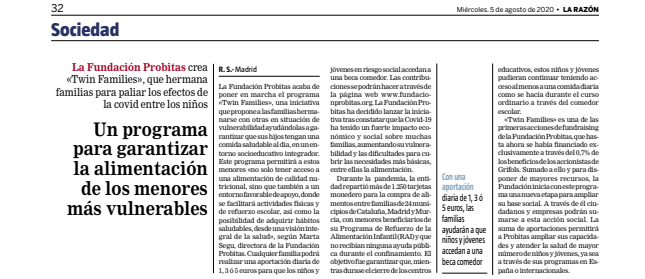 32
Miércoles. 5 de agosto de 2020 • LA RAZÓN
Sociedad
La Fundación Probitas crea
«Twin Families», que hermana
familias para paliar los efectos de
la covid entre los niños
Un programa
para garantizar
la alimentación
de los menores
más vulnerables
R. S.- Madrid
La Fundación Probitas acaba de
poner en marcha el programa
«Twin Families», una iniciativa
que propone a las familias herma-
narse con otras en situación de
vulnerabilidad ayudándolas a ga-
rantizar que sus hijos tengan una
comida saludable al día, en un en-
torno socioeducativo integrador.
Este programa permitirá a estos
menores «no solo tener acceso a
una alimentación de calidad nu-
tricional, sino que también a un
entorno favorable de apoyo, donde
se facilitará actividades físicas y
de refuerzo escolar, así como la
posibilidad de adquirir hábitos
saludables, desde una visión inte-
gral de la salud», según Marta
Segu, directora de la Fundación
Probitas. Cualquier familia podrá
realizar una aportación diaria de
1, 3 ó 5 euros para que los niños y
jóvenes en riesgo social accedan a
una beca comedor. Las contribu-
ciones se podrán hacer a través de
la página web www.fundacio-
nprobitas.org. La Fundación Pro-
bitas ha decidido lanzar la inicia-
tiva tras constatar que la Covid-19
ha tenido un fuerte impacto eco-
nómico y social sobre muchas
familias, aumentando su vulnera-
bilidad y las dificultades para cu-
brir las necesidades más básicas,
entre ellas la alimentación.
Durante la pandemia, la enti-
dad repartió más de 1.250 tarjetas
monedero para la compra de ali-
mentos entre familias de 24 muni-
cipios de Cataluña, Madrid y Mur-
cia, con menores beneficiarios de
su Programa de Refuerzo de la
Alimentación Infantil (RAI) y que
no recibían ninguna ayuda públi-
ca durante el confinamiento. El
objetivo fue garantizar que, mien-
tras durase el cierre de los centros
Con una
aportación
diaria de 1, 3 ó
5 euros, las
familias
ayudarán a que
niños y jóvenes
accedan a una
beca comedor
educativos, estos niños y jóvenes
pudieran continuar teniendo ac-
ceso al menos a una comida diaria
como se hacía durante el curso
ordinario a través del comedor
escolar.
«Twin Families» es una de las
primeras acciones de fundraising
de la Fundación Probitas, que has-
ta ahora se había financiado ex-
clusivamente a través del 0,7% de
los beneficios de los accionistas de
Grifols. Sumado a ello y para dis-
poner de mayores recursos, la
Fundación inicia con este progra-
ma una nueva etapa para ampliar
su base social. A través de él ciu-
dadanos y empresas podrán su-
marse a esta acción social. La
suma de aportaciones permitirá
a Probitas ampliar sus capacida-
des y atender la salud de mayor
número de niños y jóvenes, ya sea
a través de sus programas en Es-
paña o internacionales.